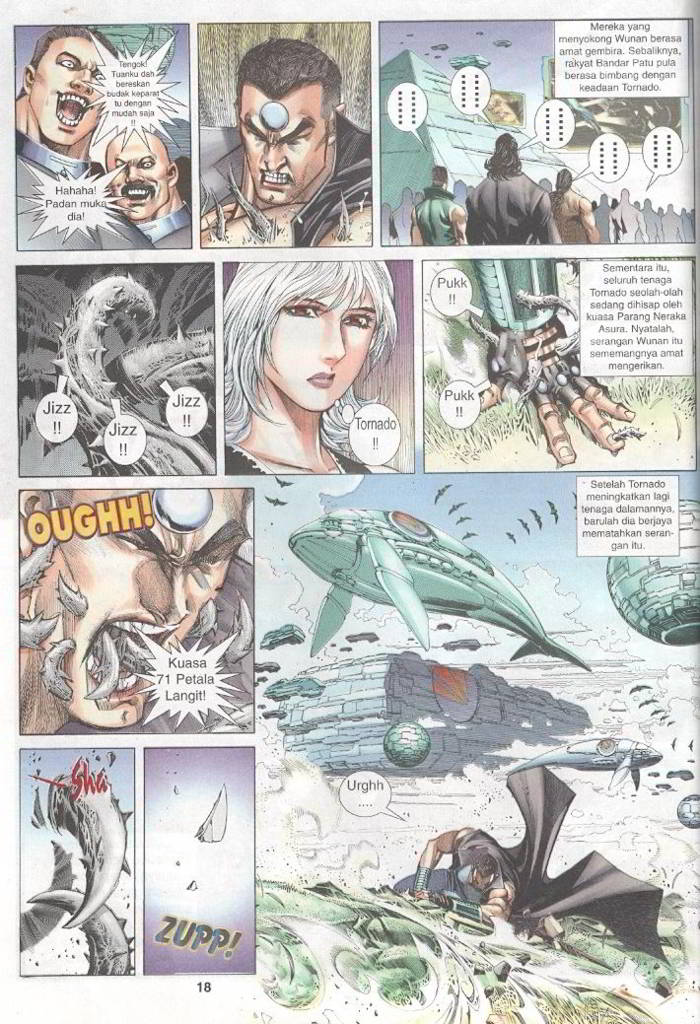 Tengok!
Tuanku dah
bereskan
budak keparat
tu dengan
mudah saja
!!
Hahaha!
Padan muka
dia!
Mereka yang
menyokong Wunan berasa
amat gembira. Sebaliknya,
rakyat Bandar Patu pula
berasa bimbang dengan
keadaan Tornado.
Jizz
!!
Jizz
!!
Jizz
!!
Tornado
!!
Pukk
!!
Pukk
!!
Sementara itu,
seluruh tenaga
Tornado seolah-olah
sedang dihisap oleh
kuasa Parang Neraka
Asura. Nyatalah,
serangan Wunan itu
sememangnya amat
mengerikan.
OUGHH!
Kuasa
71 Petala
Langit!
Setelah Tornado
meningkatkan lagi
tenaga dalamannya,
barulah dia berjaya
mematahkan seran-
gan itu.
Sha
ZUPP!
Urghh
....
18